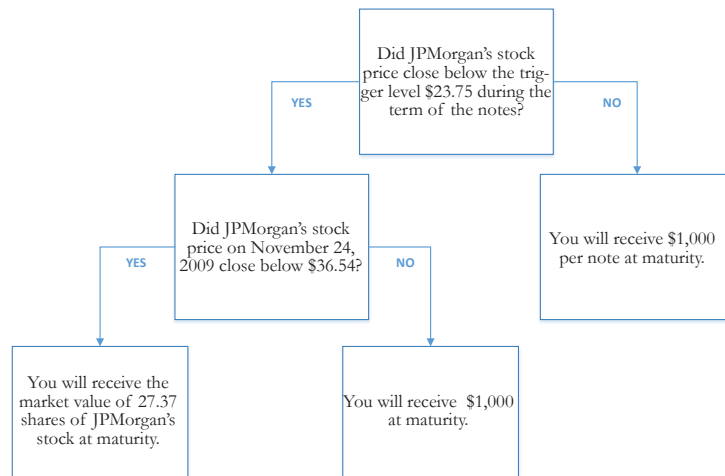 Did JPMorgan's stock
price close below the trig-
ger level $23.75 during the
term of the notes?
YES
NO
Did JPMorgan's stock
price on November 24,
2009 close below $36.54?
You will receive $1,000
per note at maturity.
YES
NO
You will receive the
market value of 27.37
shares of JPMorgan's
stock at maturity.
You will receive  $1,000
at maturity.